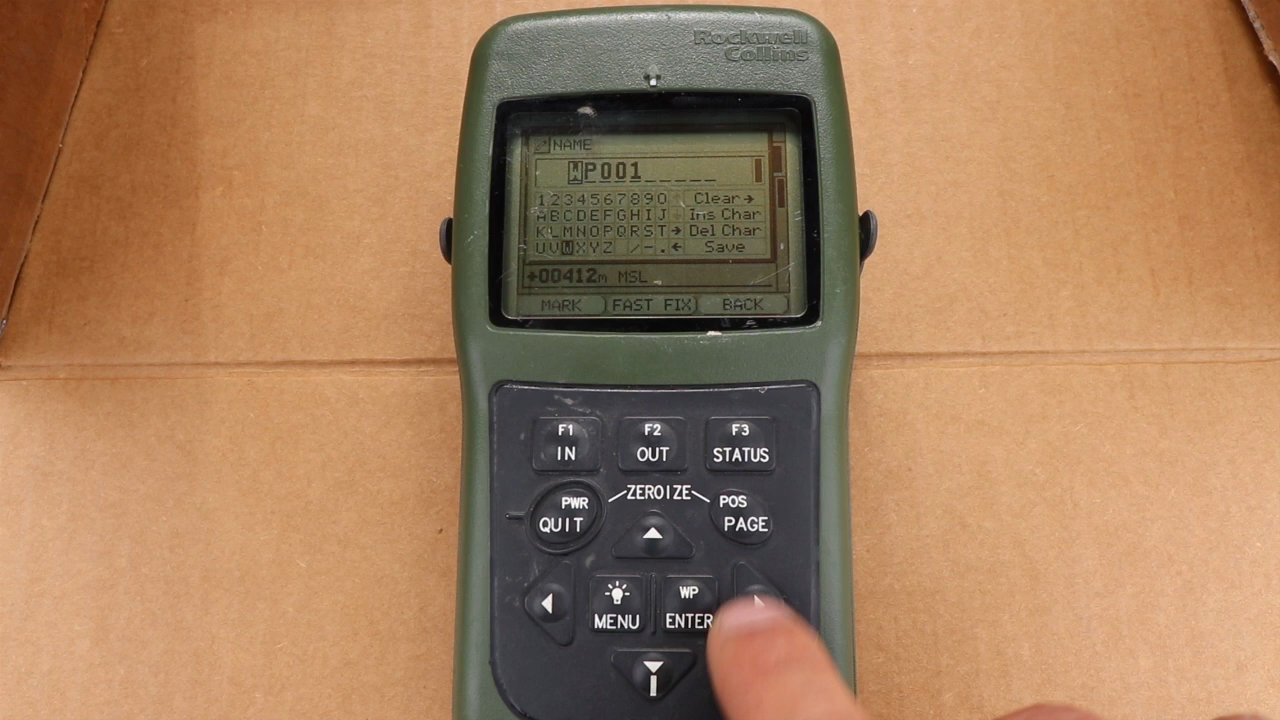 Rockwell
Collins
NAME
WP001
1234567890 ↑ Clear→
ABCDEFGHIJ ↓ Ins Char
KLMNOPQRST → Del Char
UVWXYZ /-. ← Save
+00412m MSL
MARK FAST FIX BACK
F1 F2 F3
IN OUT STATUS
ZEROIZE
PWR POS
QUIT PAGE
WP
MENU ENTER